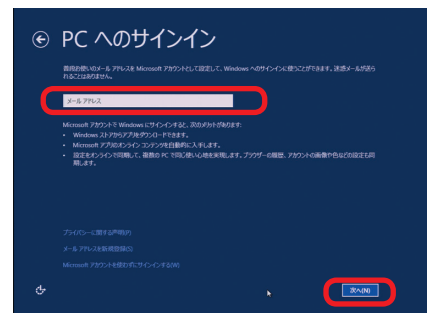 PC へのサインイン
普段お使いのメール アドレスを Microsoft アカウントとして設定して、Windows へのサインインに使うことができます。迷惑メールが送ら
れることはありません。
メール アドレス
Microsoft アカウントで Windows にサインインすると、次のメリットがあります:
• Windows ストアからアプリをダウンロードできます。
• Microsoft アプリのオンライン コンテンツを自動的に入手します。
• 設定をオンラインで同期して、複数の PC で同じ使い心地を実現します。ブラウザーの履歴、アカウントの画像や色などの設定も同
期します。
プライバシーに関する声明(P)
メール アドレスを新規登録(S)
Microsoft アカウントを使わずにサインインする(W)
次へ(N)